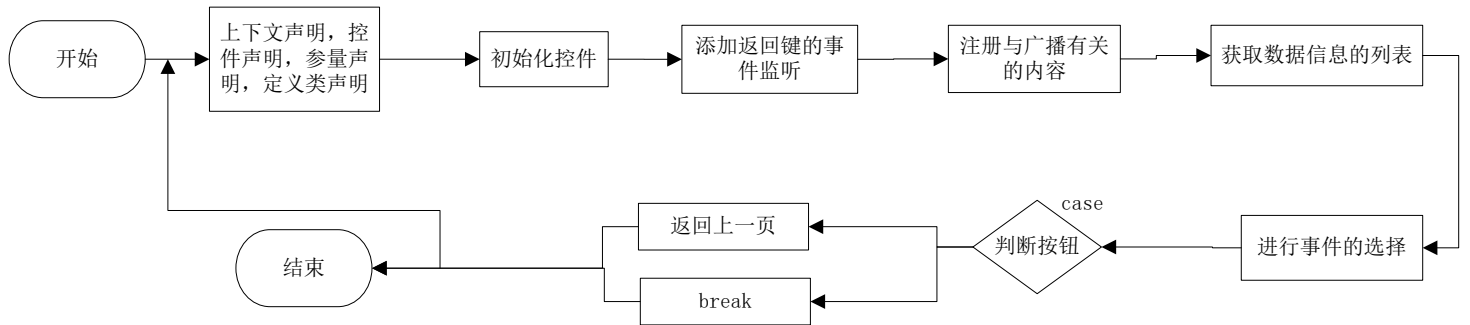 开始
上下文声明，控
件声明，参量声
明，定义类声明
初始化控件
添加返回键的事
件监听
注册与广播有关
的内容
获取数据信息的列表
case
返回上一页
判断按钮
进行事件的选择
结束
break